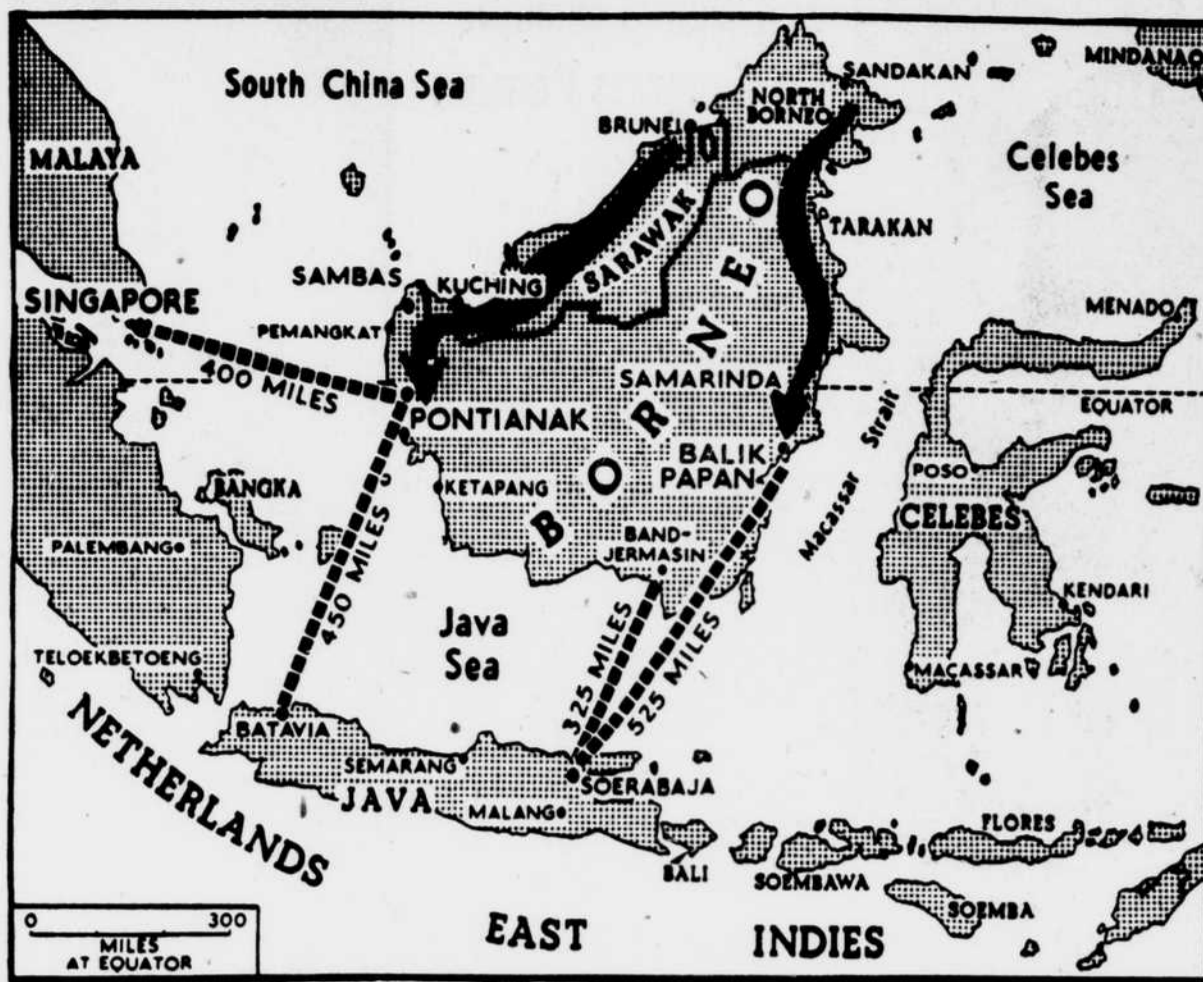 South China Sea
SANDAKAN
MINDANAO
NORTH
BORNEO
BRUNEI
MALAYA
Celebes
Sea
TARAKAN
SARAWAK
SAMBAS
KUCHING
SINGAPORE
PEMANGKAT
MENADO
400 MILES
SAMARINDA
EQUATOR
PONTIANAK
BORNEO
Macassar Strait
BALIK
PAPAN
POSO
KETAPANG
BANGKA
CELEBES
PALEMBANG
BAND-
JERMASIN
450 MILES
KENDARI
Java
Sea
TELOEKBETOENG
MACASSAR
325 MILES
525 MILES
BATAVIA
SEMARANG
SOERABAJA
JAVA
MALANG
FLORES
BALI
SOEMBAWA
SOEMBA
NETHERLANDS
EAST INDIES
0 300
MILES
AT EQUATOR